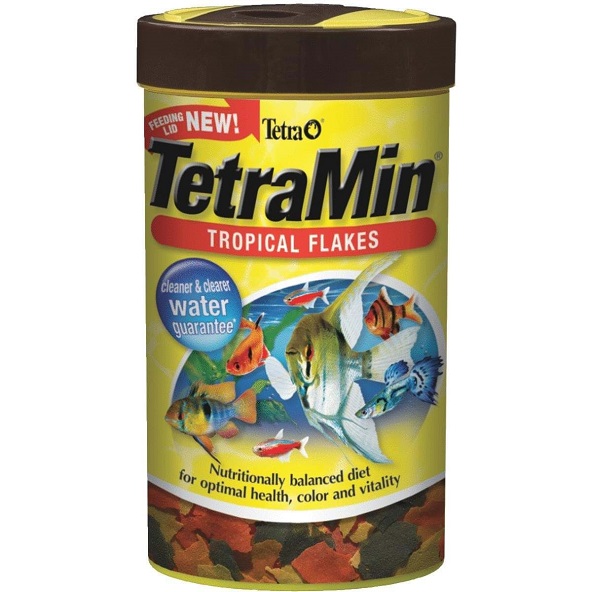 FEEDING
LID
NEW!
Tetra
TetraMin®
TROPICAL FLAKES
cleaner & clearer
water
guarantee*
Nutritionally balanced diet
for optimal health, color and vitality